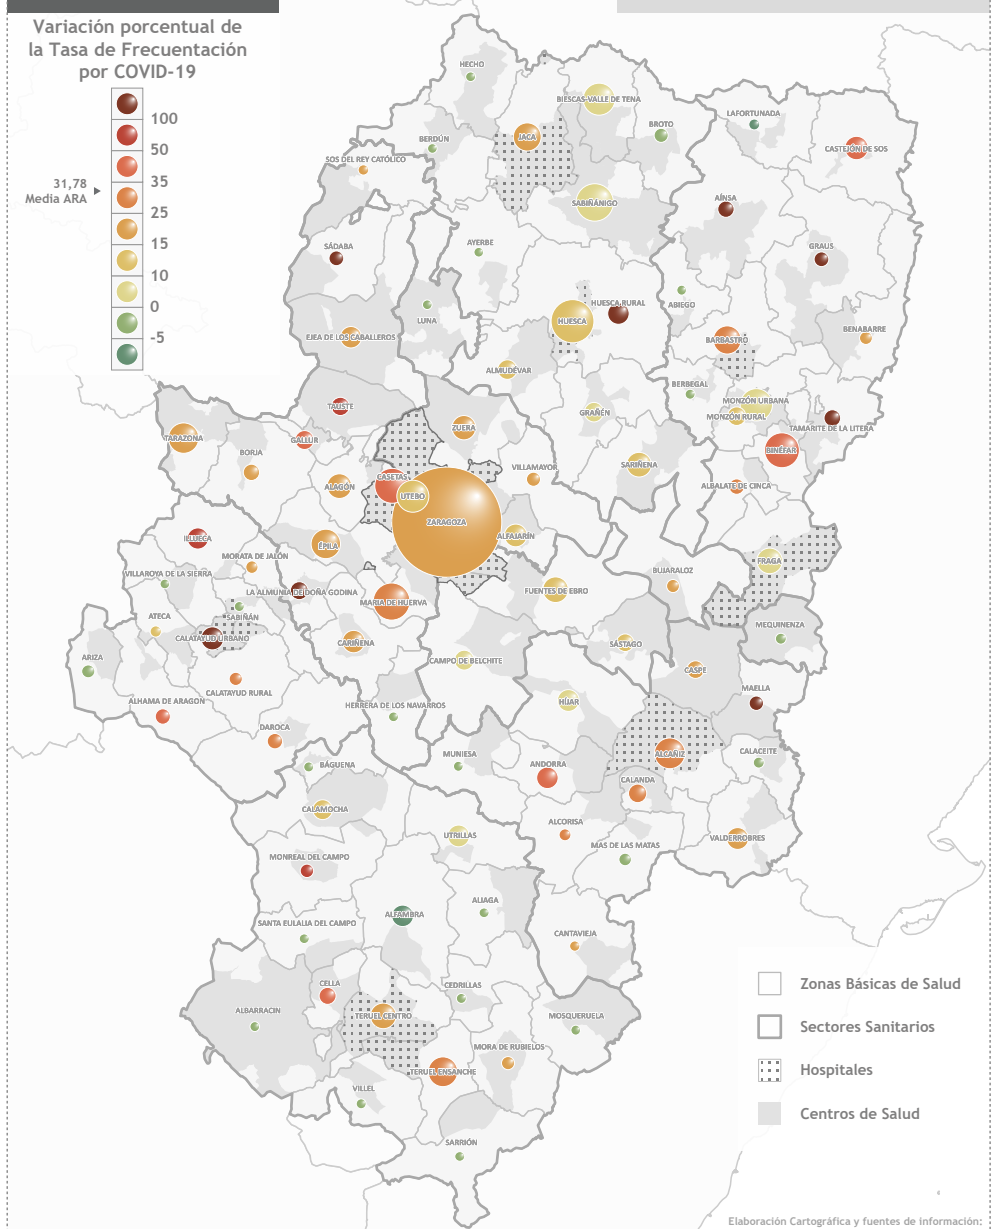 Variación porcentual de
la Tasa de Frecuentación
por COVID-19
100
50
35
31,78
Media ARA
25
15
10
0
-5
HECHO
BIESCAS-VALLE DE TENA
LAFORTUNADA
BROTO
BERDÚN
JACA
CASTEJÓN DE SOS
SOS DEL REY CATÓLICO
SABIÑÁNIGO
AÍNSA
SÁDABA
AYERBE
GRAUS
HUESCA RURAL
ABIEGO
LUNA
HUESCA
BENABARRE
EJEA DE LOS CABALLEROS
BARBASTRO
ALMUDÉVAR
BERBEGAL
MONZÓN URBANA
TAUSTE
GRAÑÉN
MONZÓN RURAL
ZUERA
TAMARITE DE LA LITERA
TARAZONA
GALLUR
BORJA
BINÉFAR
SARIÑENA
VILLAMAYOR
CASETAS
ALAGÓN
ALBALATE DE CINCA
UTEBO
ZARAGOZA
ILLUECA
ALFAJARÍN
ÉPILA
MORATA DE JALÓN
FRAGA
VILLAROYA DE LA SIERRA
BUJARALOZ
LA ALMUNIA DE DOÑA GODINA
FUENTES DE EBRO
MARIA DE HUERVA
ATECA
SABIÑÁN
MEQUINENZA
CALATAYUD URBANO
CARIÑENA
SÁSTAGO
ARIZA
CAMPO DE BELCHITE
CASPE
CALATAYUD RURAL
MAELLA
ALHAMA DE ARAGON
HERRERA DE LOS NAVARROS
HÍJAR
DAROCA
MUNIESA
CALACEITE
ALCAÑIZ
BÁGUENA
ANDORRA
CALANDA
CALAMOCHA
ALCORISA
UTRILLAS
VALDERROBRES
MAS DE LAS MATAS
MONREAL DEL CAMPO
ALIAGA
ALFAMBRA
SANTA EULALIA DEL CAMPO
CANTAVIEJA
CELLA
CEDRILLAS
Zonas Básicas de Salud
ALBARRACIN
TERUEL CENTRO
MOSQUERUELA
Sectores Sanitarios
MORA DE RUBIELOS
TERUEL ENSANCHE
Hospitales
VILLEL
Centros de Salud
SARRIÓN
Elaboración Cartográfica y fuentes de información: